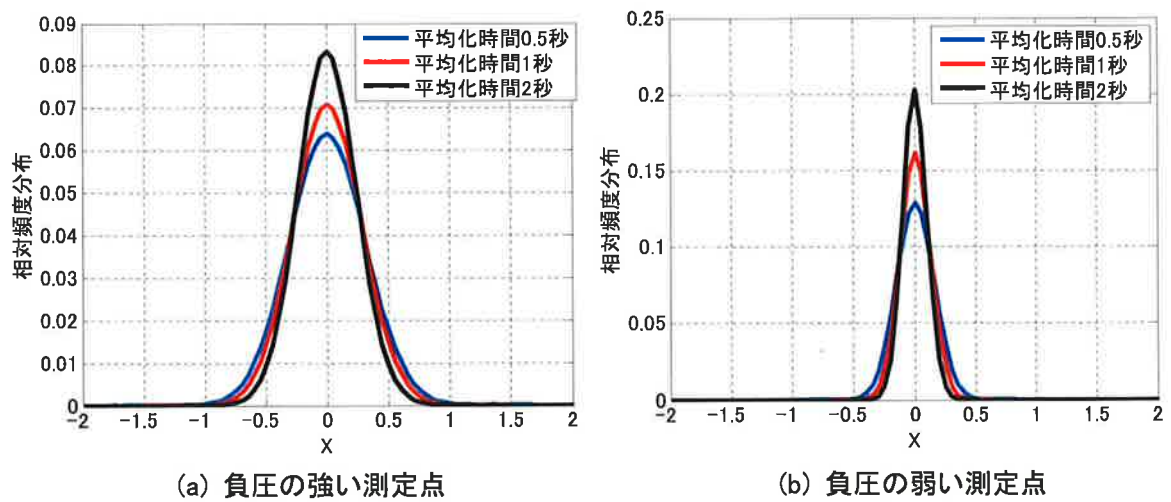 0.09
0.08
0.07
0.06
0.05
0.04
0.03
0.02
0.01
0
相対頻度分布
平均化時間0.5秒
平均化時間1秒
平均化時間2秒
-2 -1.5 -1 -0.5 0 0.5 1 1.5 2
X
(a) 負圧の強い測定点
0.25
0.2
0.15
0.1
0.05
0
相対頻度分布
平均化時間0.5秒
平均化時間1秒
平均化時間2秒
-2 -1.5 -1 -0.5 0 0.5 1 1.5 2
X
(b) 負圧の弱い測定点